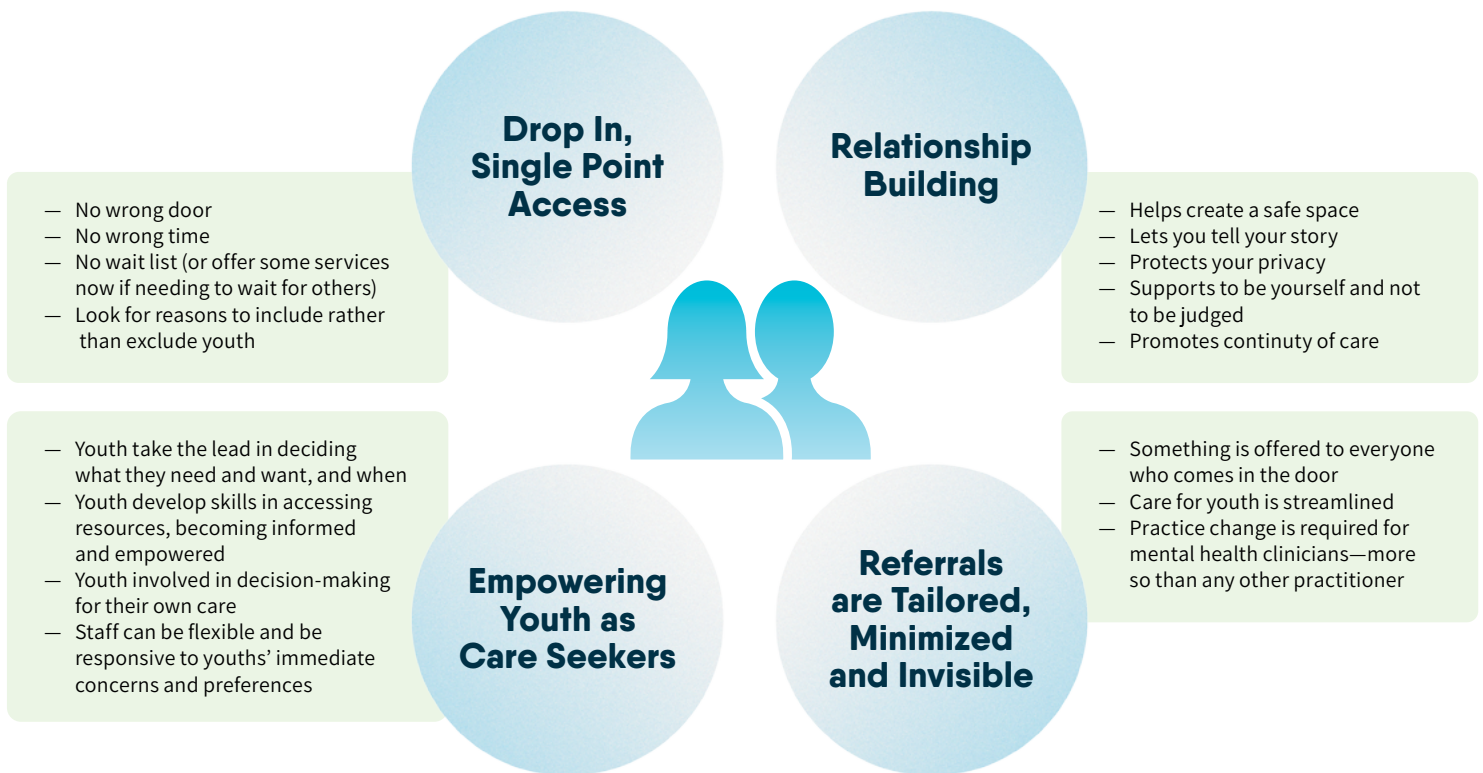 Drop In,
Single Point
Access
— No wrong door
— No wrong time
— No wait list (or offer some services
now if needing to wait for others)
— Look for reasons to include rather
than exclude youth
Relationship
Building
— Helps create a safe space
— Lets you tell your story
— Protects your privacy
— Supports to be yourself and not
to be judged
— Promotes continuty of care
— Youth take the lead in deciding
what they need and want, and when
— Youth develop skills in accessing
resources, becoming informed
and empowered
— Youth involved in decision-making
for their own care
— Staff can be flexible and be
responsive to youths’ immediate
concerns and preferences
Empowering
Youth as
Care Seekers
Referrals
are Tailored,
Minimized
and Invisible
— Something is offered to everyone
who comes in the door
— Care for youth is streamlined
— Practice change is required for
mental health clinicians—more
so than any other practitioner